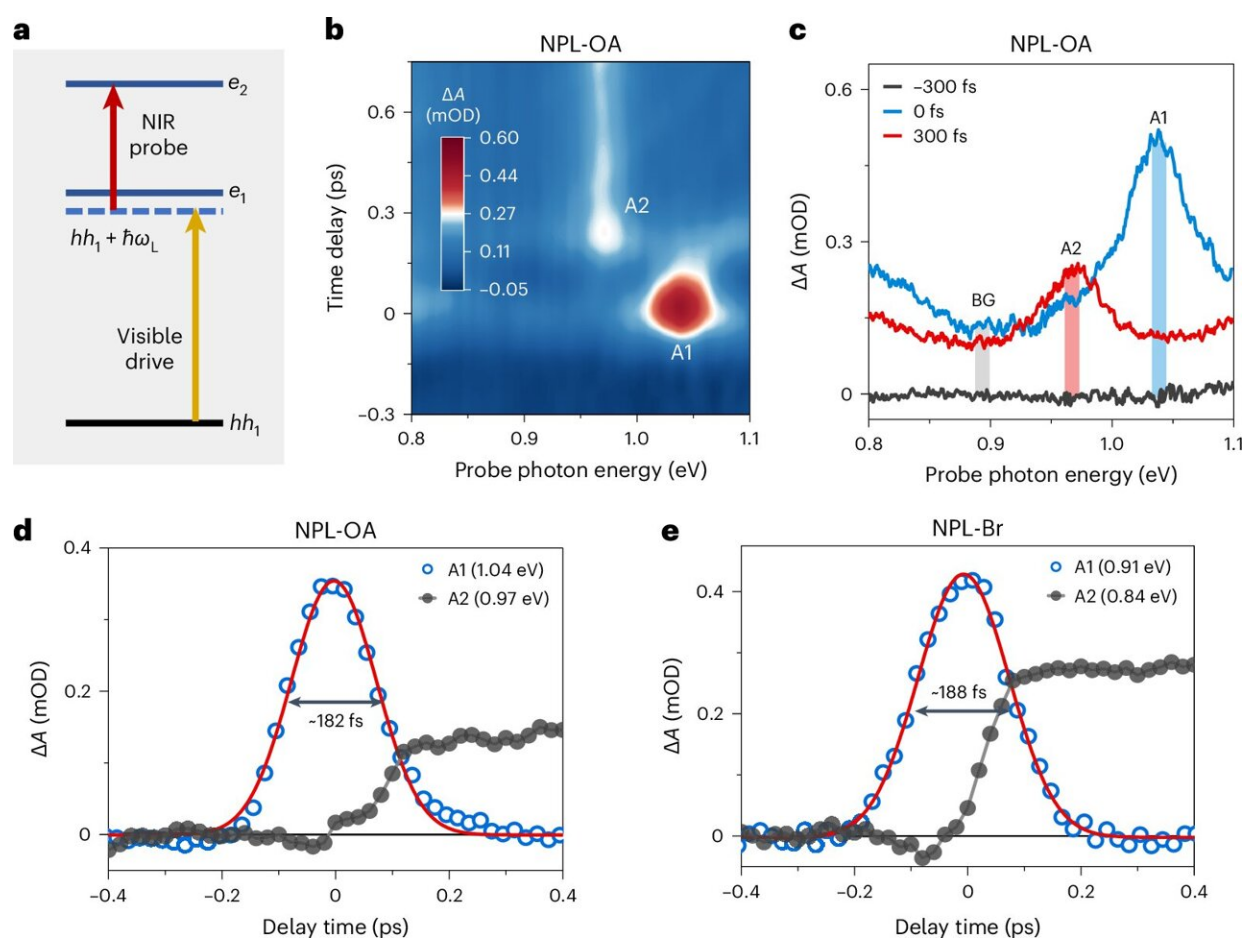 a
e₂
NIR
probe
e₁
hh₁ + ħω_L
Visible
drive
hh₁
b
NPL-OA
ΔA
(mOD)
0.60
0.44
0.27
0.11
−0.05
A2
A1
0.6
0.3
0
−0.3
Time delay (ps)
0.8
0.9
1.0
1.1
Probe photon energy (eV)
c
NPL-OA
−300 fs
0 fs
300 fs
A1
A2
BG
0.6
0.3
0
ΔA (mOD)
0.8
0.9
1.0
1.1
Probe photon energy (eV)
d
NPL-OA
A1 (1.04 eV)
A2 (0.97 eV)
~182 fs
0.4
0.2
0
ΔA (mOD)
−0.4
−0.2
0
0.2
0.4
Delay time (ps)
e
NPL-Br
A1 (0.91 eV)
A2 (0.84 eV)
~188 fs
0.4
0.2
0
ΔA (mOD)
−0.4
−0.2
0
0.2
0.4
Delay time (ps)